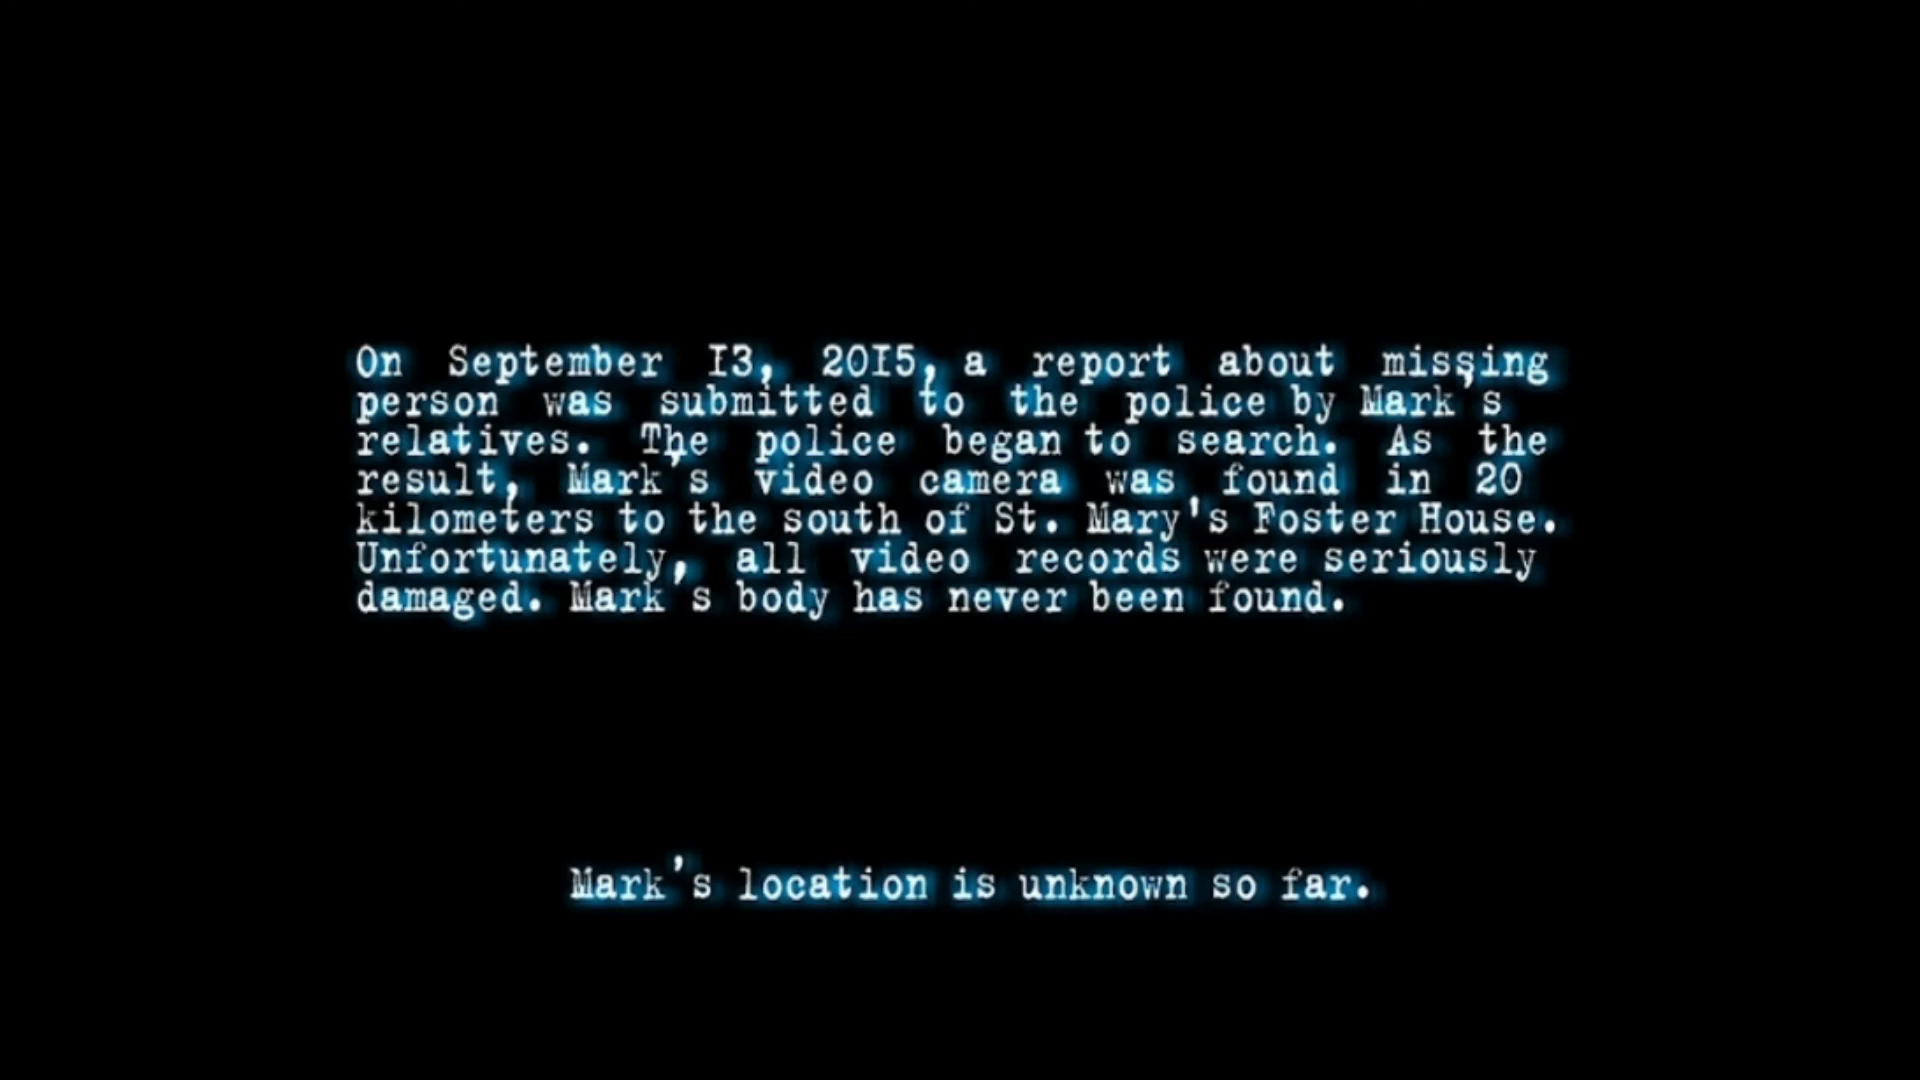 On September 13, 2015, a report about missing
person was submitted to the police by Mark's
relatives. The police began to search. As the
result, Mark's video camera was found in 20
kilometers to the south of St. Mary's Foster House.
Unfortunately, all video records were seriously
damaged. Mark's body has never been found.
Mark's location is unknown so far.